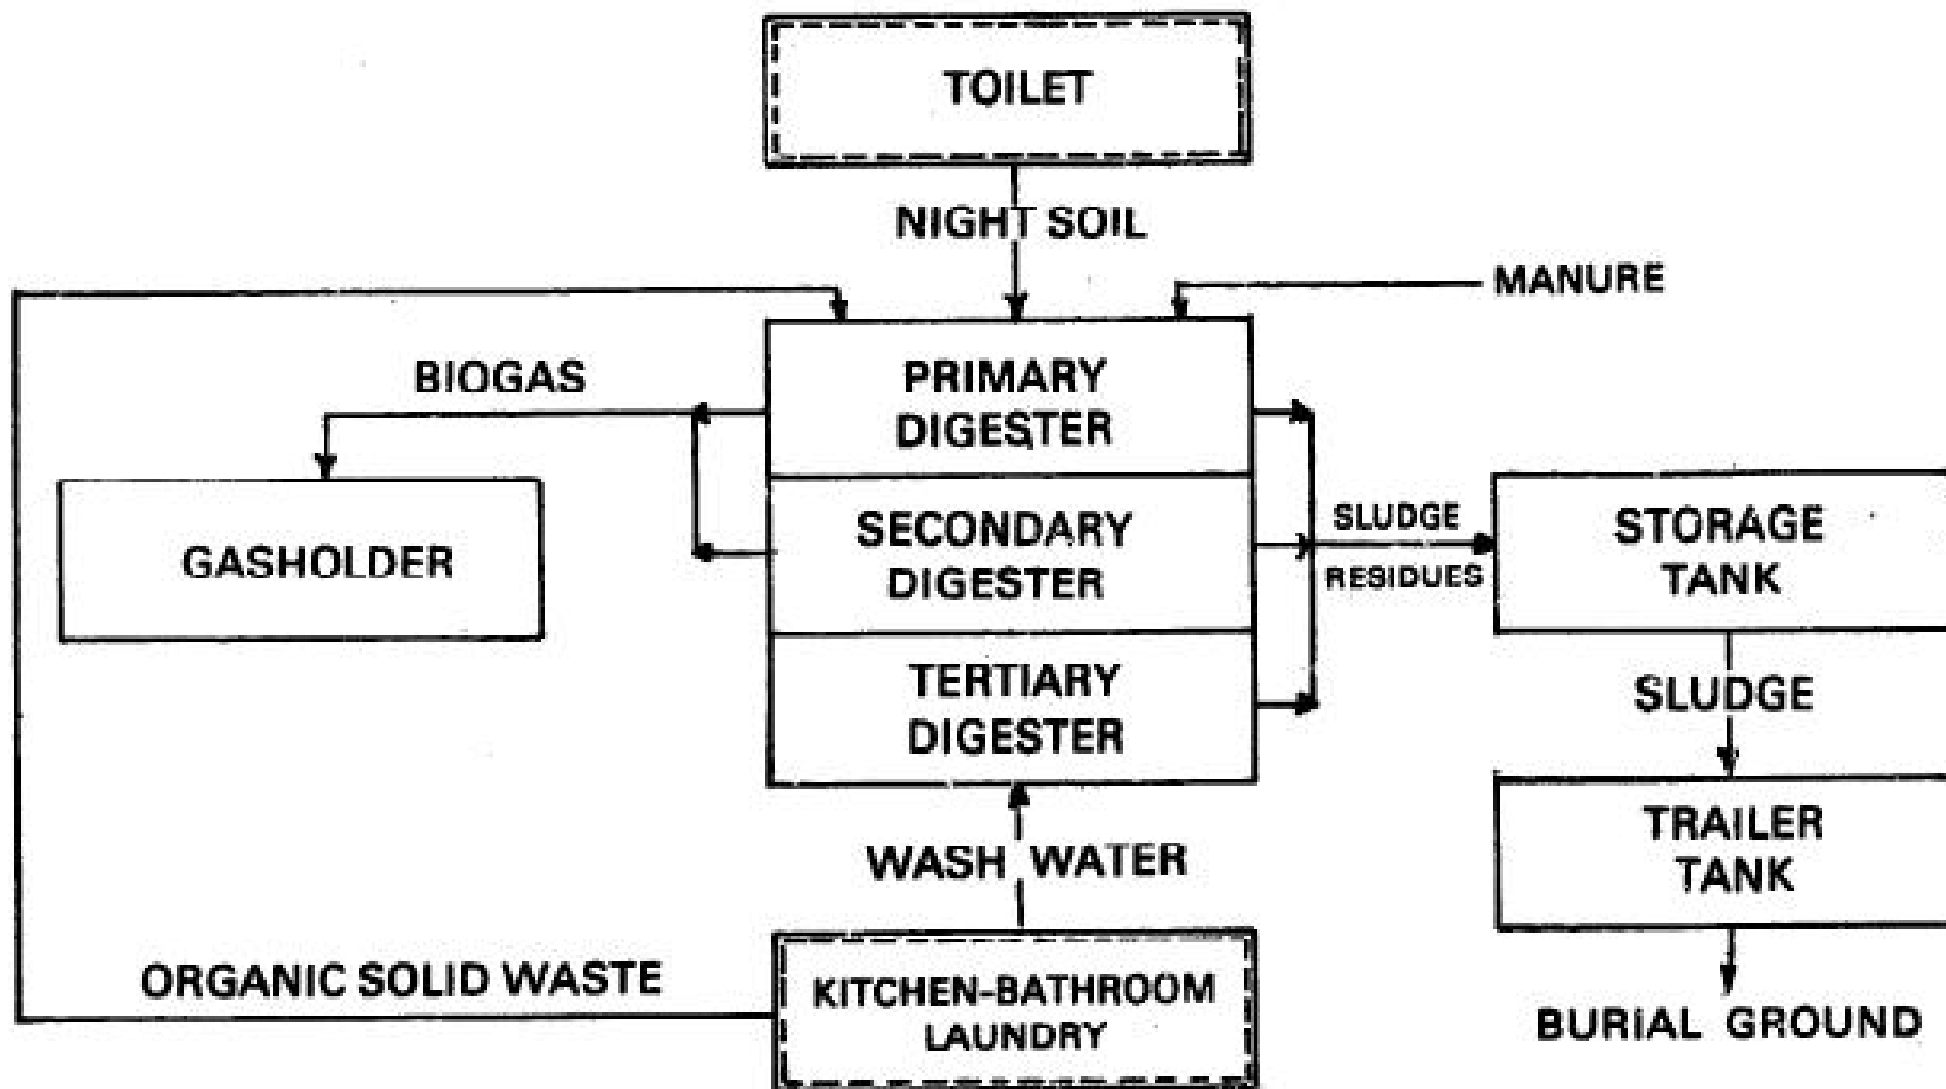 TOILET
NIGHT SOIL
MANURE
BIOGAS
PRIMARY
DIGESTER
GASHOLDER
SECONDARY
DIGESTER
SLUDGE
RESIDUES
STORAGE
TANK
TERTIARY
DIGESTER
SLUDGE
TRAILER
TANK
WASH WATER
ORGANIC SOLID WASTE
KITCHEN-BATHROOM
LAUNDRY
BURIAL GROUND